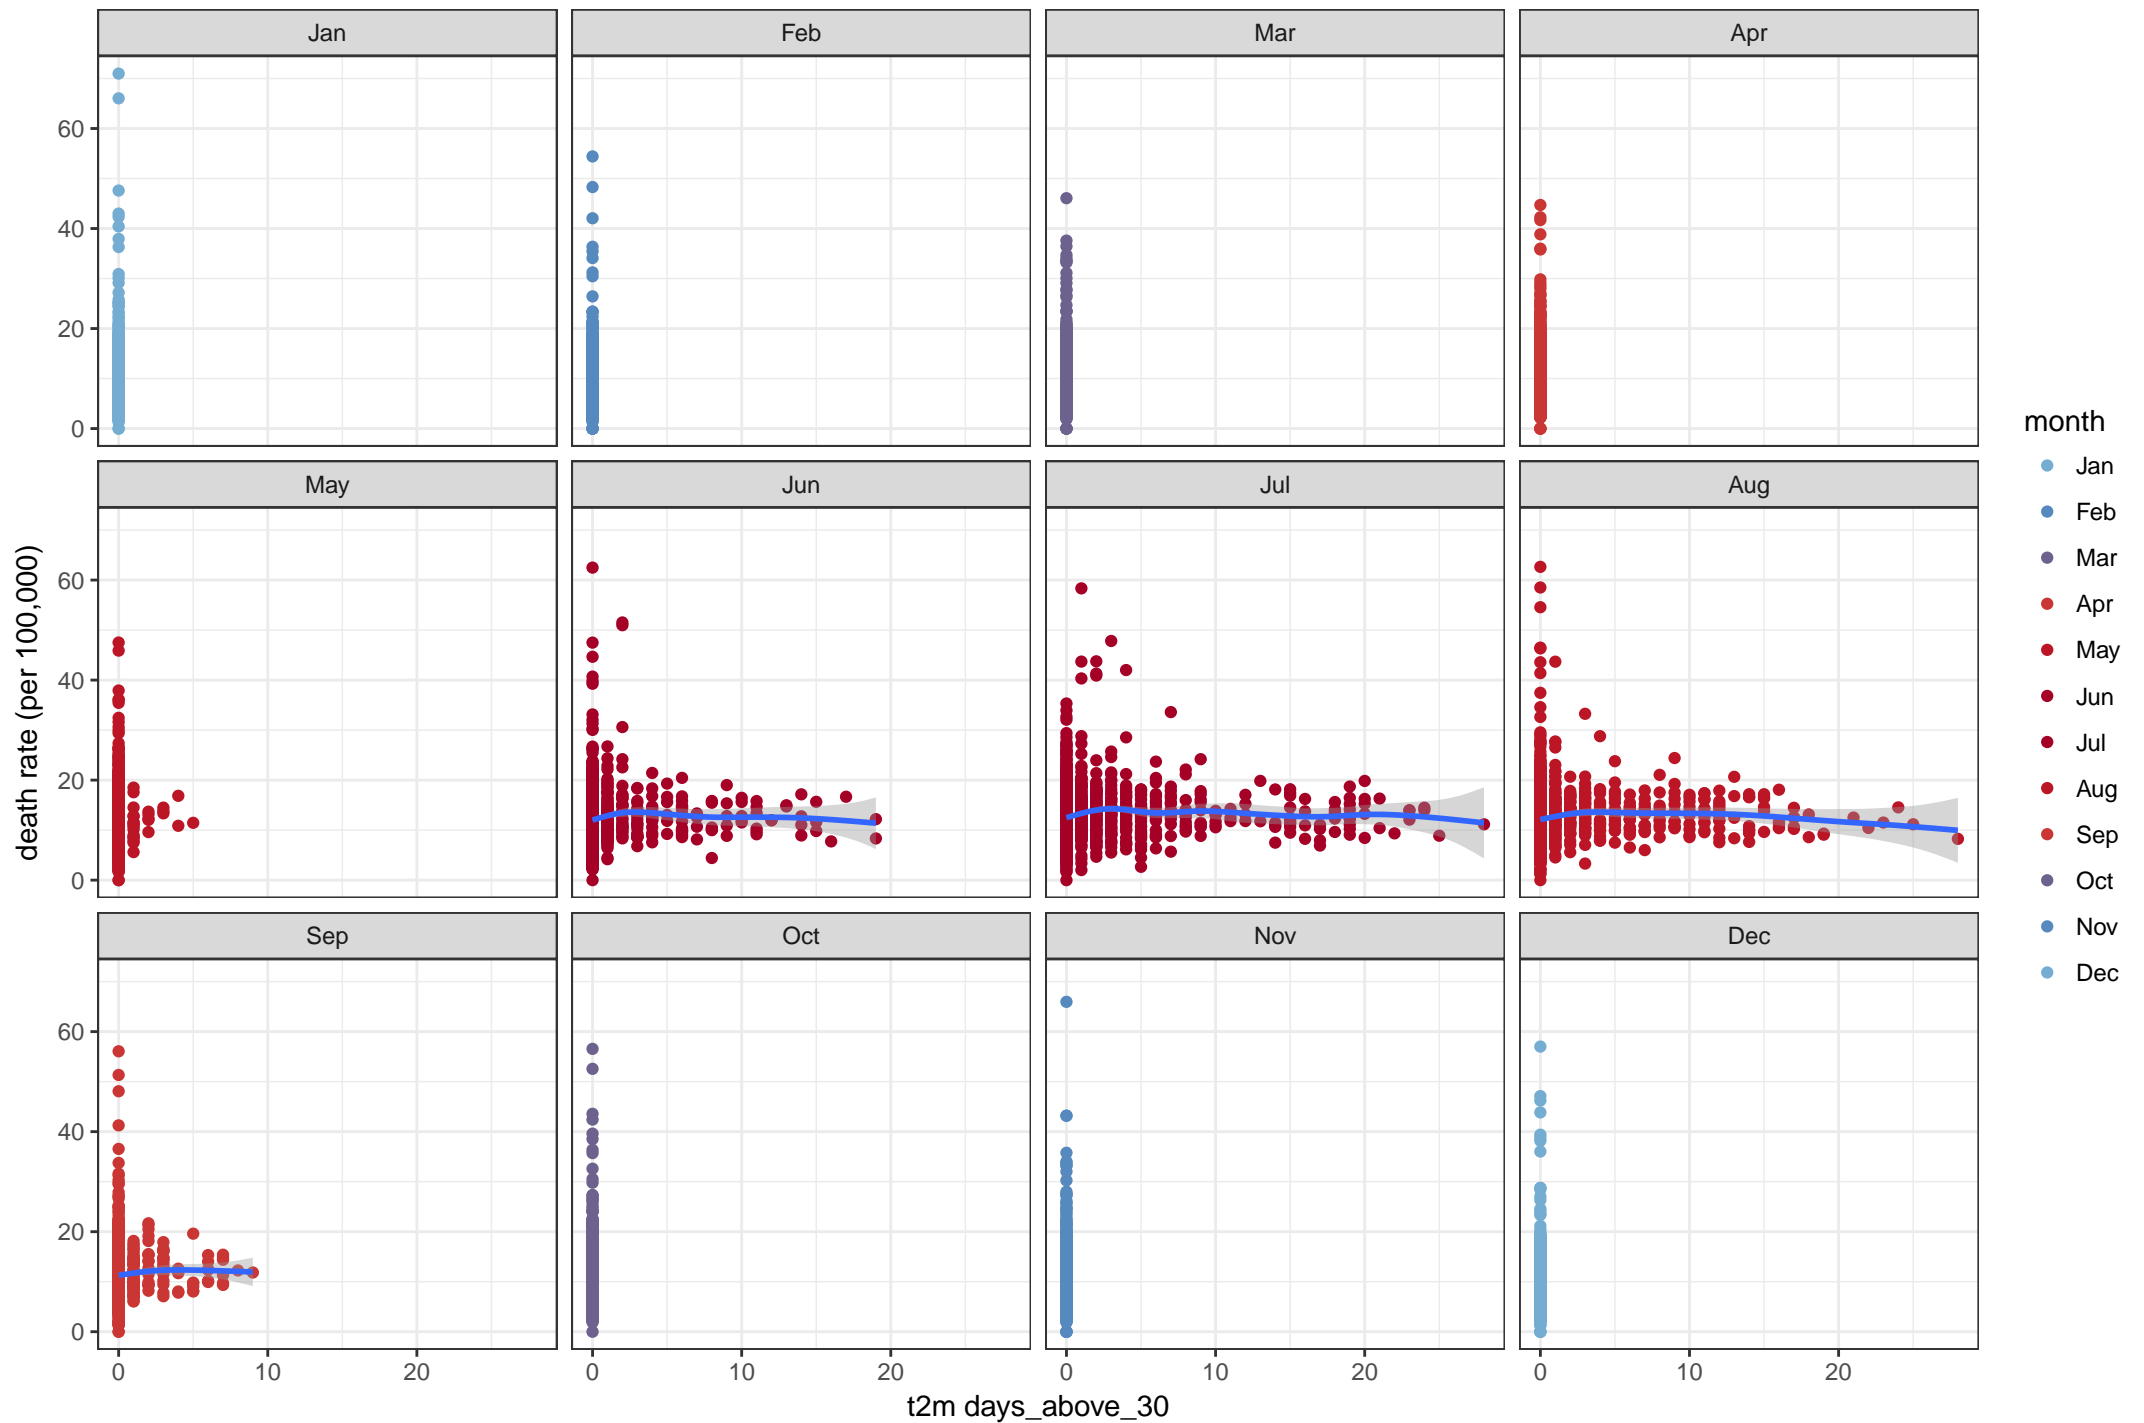 Jan Feb Mar Apr
60
40
20
0
May Jun Jul Aug
60
40
20
0
Sep Oct Nov Dec
60
40
20
0
0 10 20 0 10 20 0 10 20 0 10 20
t2m days_above_30
death rate (per 100,000)
month
Jan
Feb
Mar
Apr
May
Jun
Jul
Aug
Sep
Oct
Nov
Dec